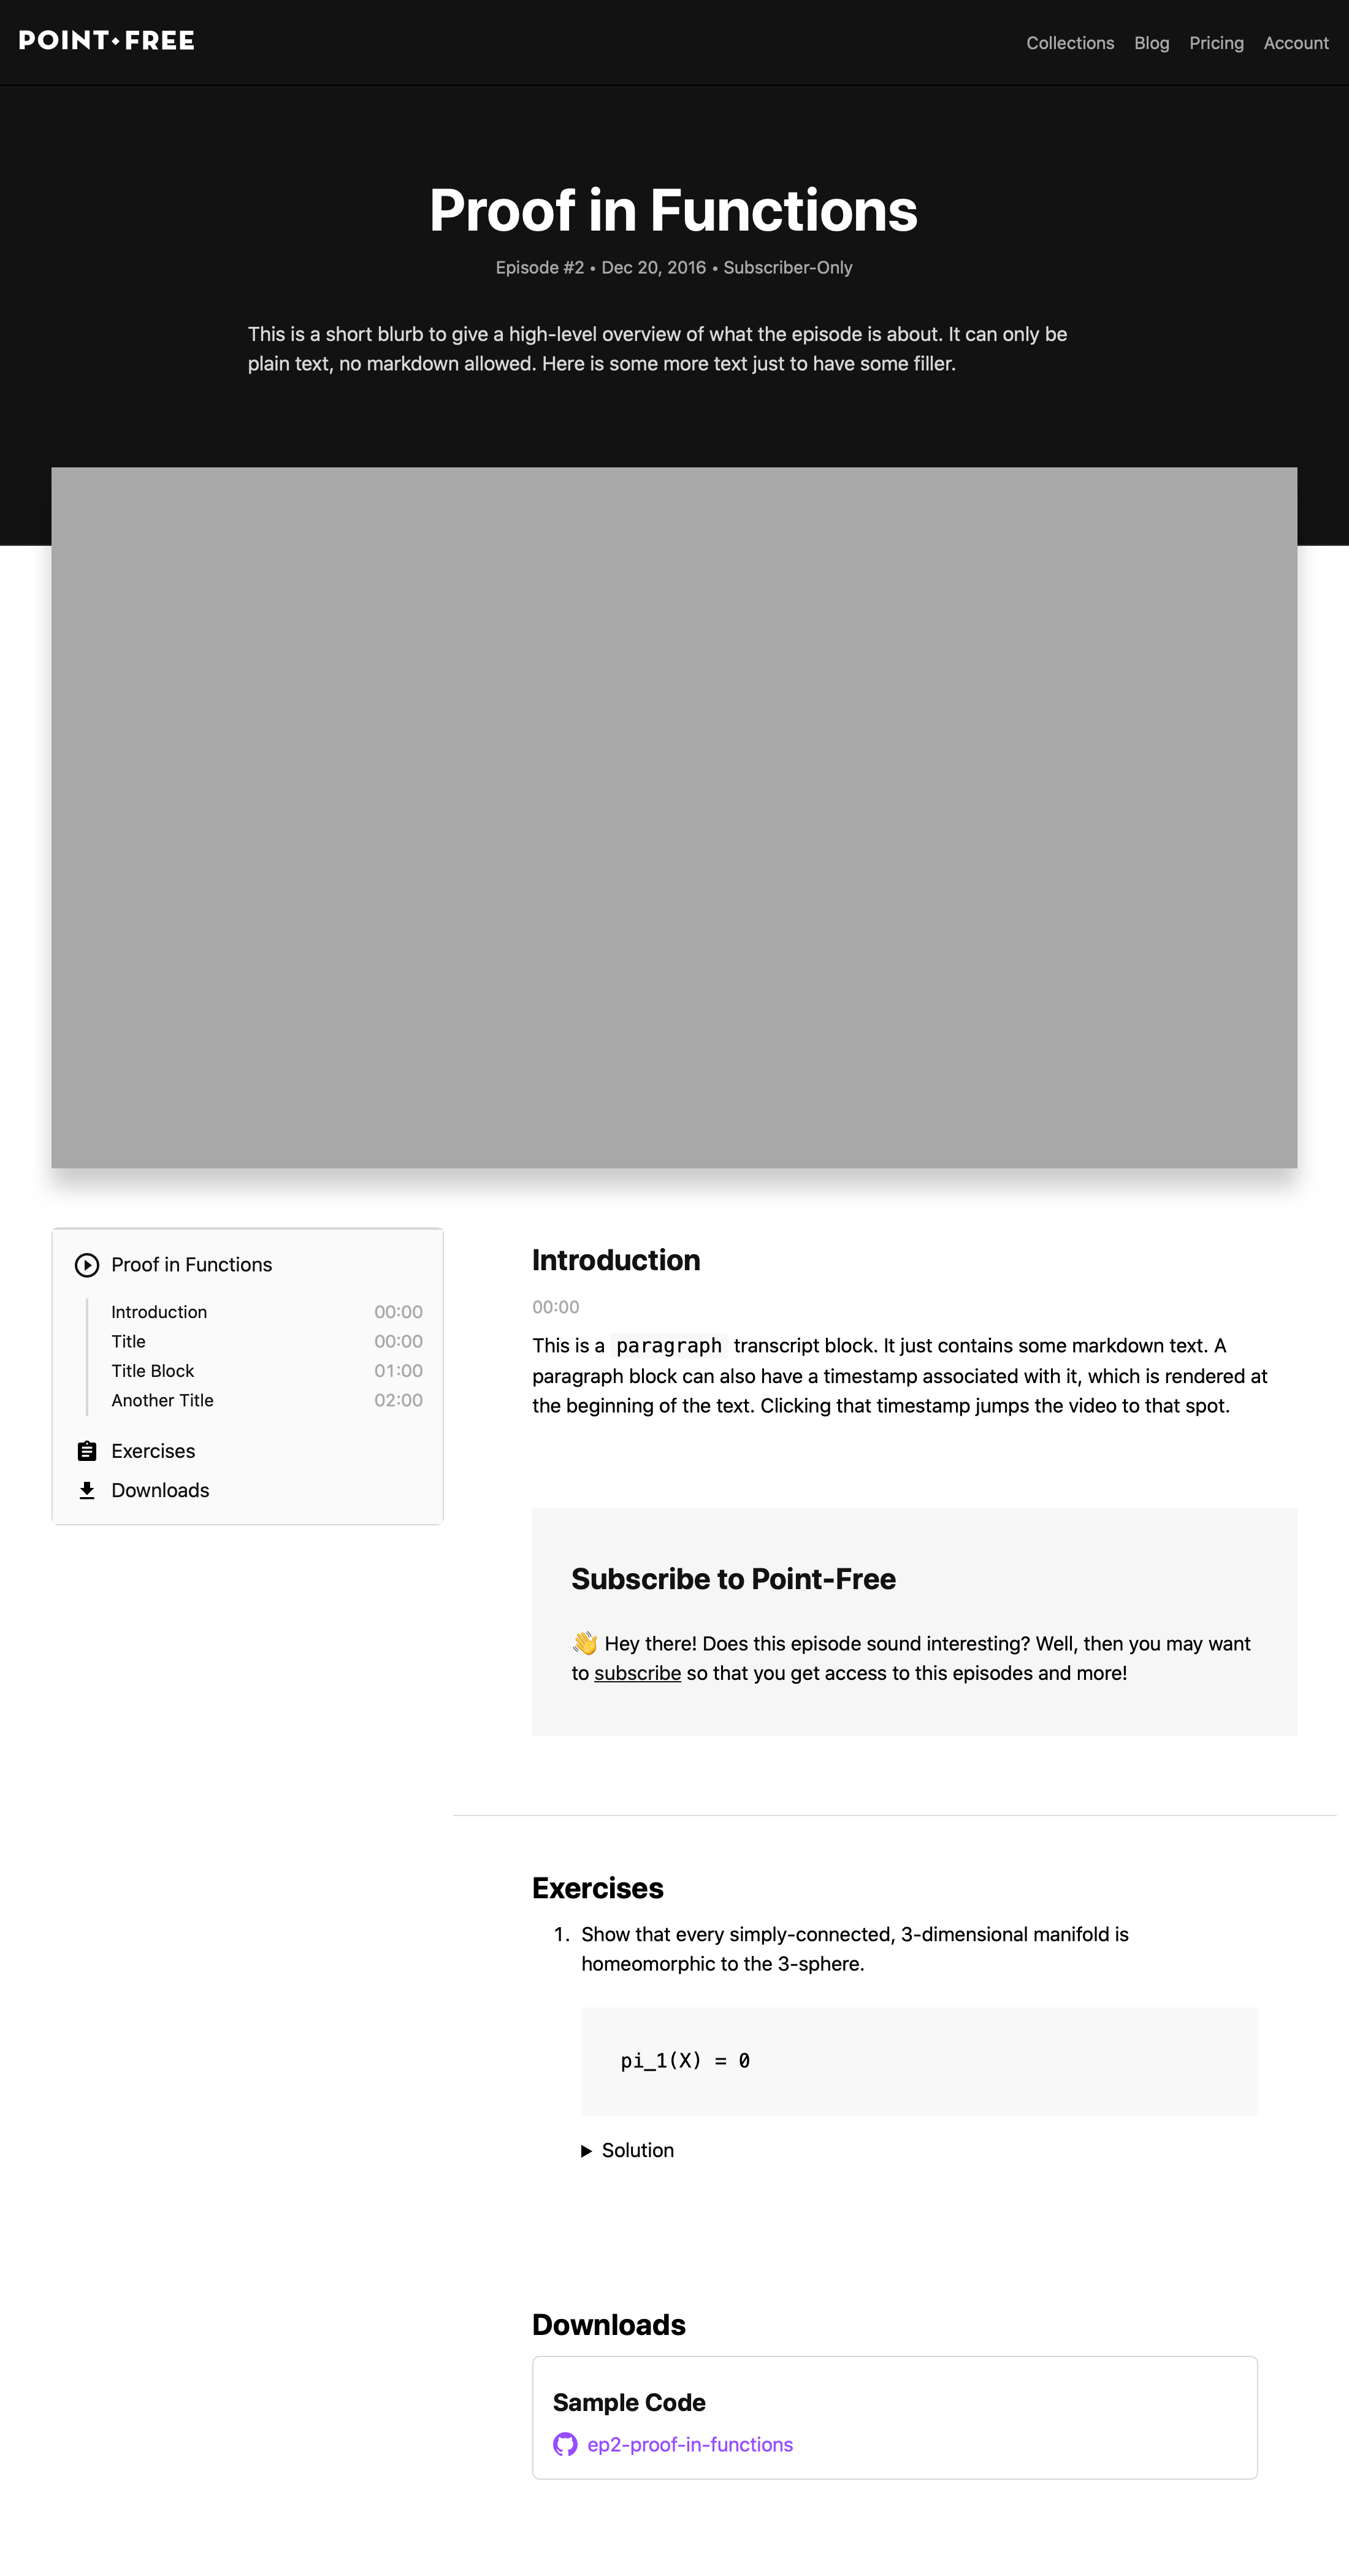 POINT•FREE
Collections Blog Pricing Account
Proof in Functions
Episode #2 • Dec 20, 2016 • Subscriber-Only
This is a short blurb to give a high-level overview of what the episode is about. It can only be
plain text, no markdown allowed. Here is some more text just to have some filler.
Proof in Functions
Introduction 00:00
Title 00:00
Title Block 01:00
Another Title 02:00
Exercises
Downloads
Introduction
00:00
This is a paragraph transcript block. It just contains some markdown text. A
paragraph block can also have a timestamp associated with it, which is rendered at
the beginning of the text. Clicking that timestamp jumps the video to that spot.
Subscribe to Point-Free
👋 Hey there! Does this episode sound interesting? Well, then you may want
to subscribe so that you get access to this episodes and more!
Exercises
1. Show that every simply-connected, 3-dimensional manifold is
homeomorphic to the 3-sphere.
pi_1(X) = 0
Solution
Downloads
Sample Code
ep2-proof-in-functions